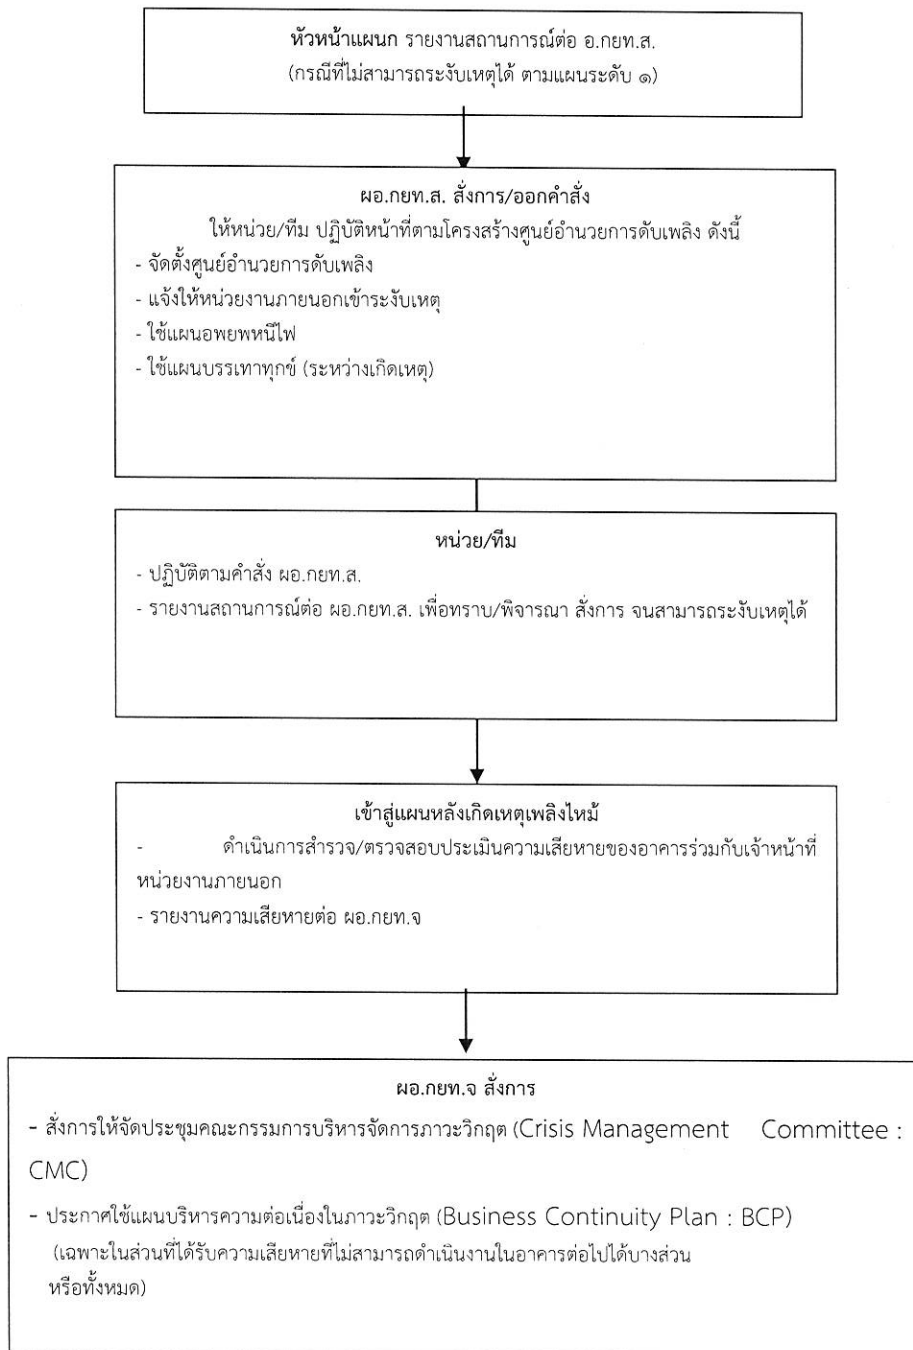 หัวหน้าแผนก รายงานสถานการณ์ต่อ อ.กยท.ส.
(กรณีที่ไม่สามารถระงับเหตุได้ ตามแผนระดับ ๑)
ผอ.กยท.ส. สั่งการ/ออกคำสั่ง
ให้หน่วย/ทีม ปฏิบัติหน้าที่ตามโครงสร้างศูนย์อำนวยการดับเพลิง ดังนี้
- จัดตั้งศูนย์อำนวยการดับเพลิง
- แจ้งให้หน่วยงานภายนอกเข้าระงับเหตุ
- ใช้แผนอพยพหนีไฟ
- ใช้แผนบรรเทาทุกข์ (ระหว่างเกิดเหตุ)
หน่วย/ทีม
- ปฏิบัติตามคำสั่ง ผอ.กยท.ส.
- รายงานสถานการณ์ต่อ ผอ.กยท.ส. เพื่อทราบ/พิจารณา สั่งการ จนสามารถระงับเหตุได้
เข้าสู่แผนหลังเกิดเหตุเพลิงไหม้
- ดำเนินการสำรวจ/ตรวจสอบประเมินความเสียหายของอาคารร่วมกับเจ้าหน้าที่
หน่วยงานภายนอก
- รายงานความเสียหายต่อ ผอ.กยท.จ
ผอ.กยท.จ สั่งการ
- สั่งการให้จัดประชุมคณะกรรมการบริหารจัดการภาวะวิกฤต (Crisis Management Committee :
CMC)
- ประกาศใช้แผนบริหารความต่อเนื่องในภาวะวิกฤต (Business Continuity Plan : BCP)
(เฉพาะในส่วนที่ได้รับความเสียหายที่ไม่สามารถดำเนินงานในอาคารต่อไปได้บางส่วน
หรือทั้งหมด)